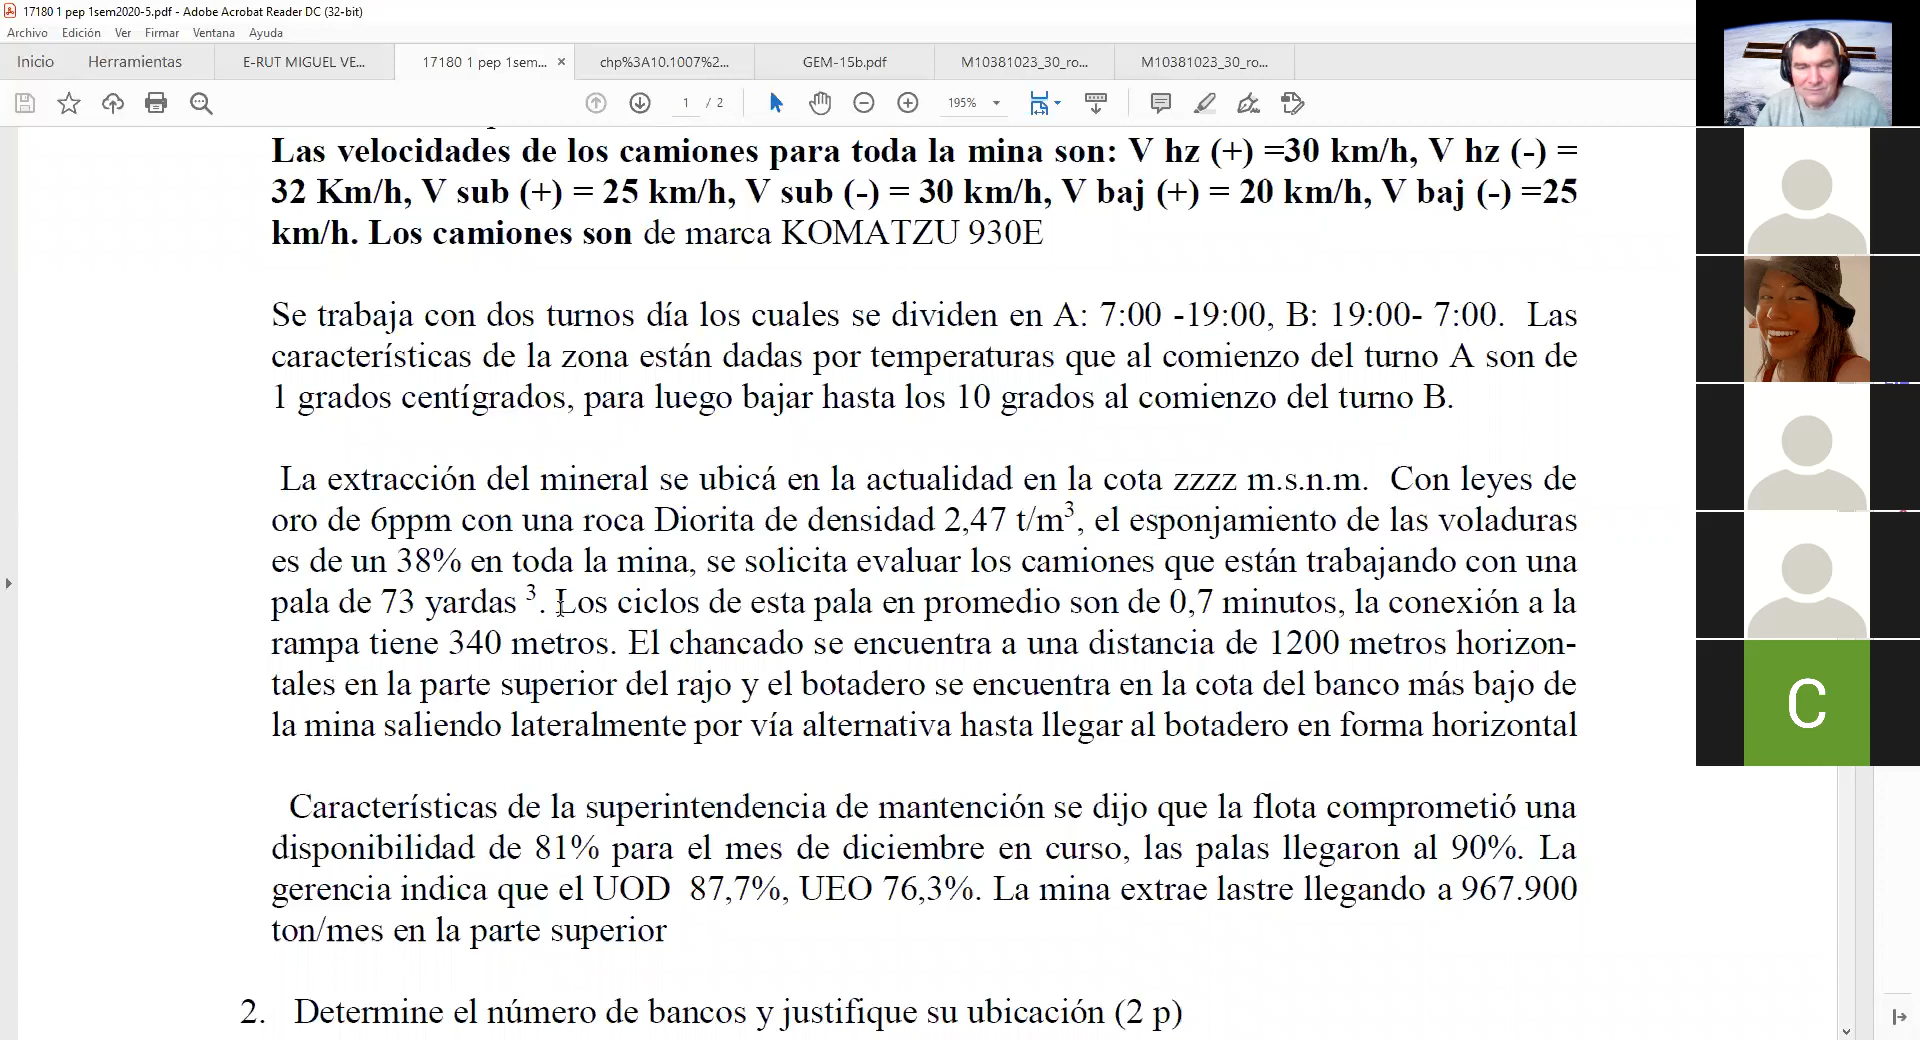 17180 1 pep 1sem2020-5.pdf - Adobe Acrobat Reader DC (32-bit)
Archivo Edición Ver Firmar Ventana Ayuda
Inicio Herramientas E-RUT MIGUEL VE... 17180 1 pep 1sem... × chp%3A10.1007%2... GEM-15b.pdf M10381023_30_ro... M10381023_30_ro...
1 / 2 195%
Las velocidades de los camiones para toda la mina son: V hz (+) =30 km/h, V hz (-) =
32 Km/h, V sub (+) = 25 km/h, V sub (-) = 30 km/h, V baj (+) = 20 km/h, V baj (-) =25
km/h. Los camiones son de marca KOMATZU 930E
Se trabaja con dos turnos día los cuales se dividen en A: 7:00 -19:00, B: 19:00- 7:00. Las
características de la zona están dadas por temperaturas que al comienzo del turno A son de
1 grados centígrados, para luego bajar hasta los 10 grados al comienzo del turno B.
La extracción del mineral se ubicá en la actualidad en la cota zzzz m.s.n.m. Con leyes de
oro de 6ppm con una roca Diorita de densidad 2,47 t/m³, el esponjamiento de las voladuras
es de un 38% en toda la mina, se solicita evaluar los camiones que están trabajando con una
pala de 73 yardas ³. Los ciclos de esta pala en promedio son de 0,7 minutos, la conexión a la
rampa tiene 340 metros. El chancado se encuentra a una distancia de 1200 metros horizon-
tales en la parte superior del rajo y el botadero se encuentra en la cota del banco más bajo de
la mina saliendo lateralmente por vía alternativa hasta llegar al botadero en forma horizontal
Características de la superintendencia de mantención se dijo que la flota comprometió una
disponibilidad de 81% para el mes de diciembre en curso, las palas llegaron al 90%. La
gerencia indica que el UOD 87,7%, UEO 76,3%. La mina extrae lastre llegando a 967.900
ton/mes en la parte superior
2. Determine el número de bancos y justifique su ubicación (2 p)
C